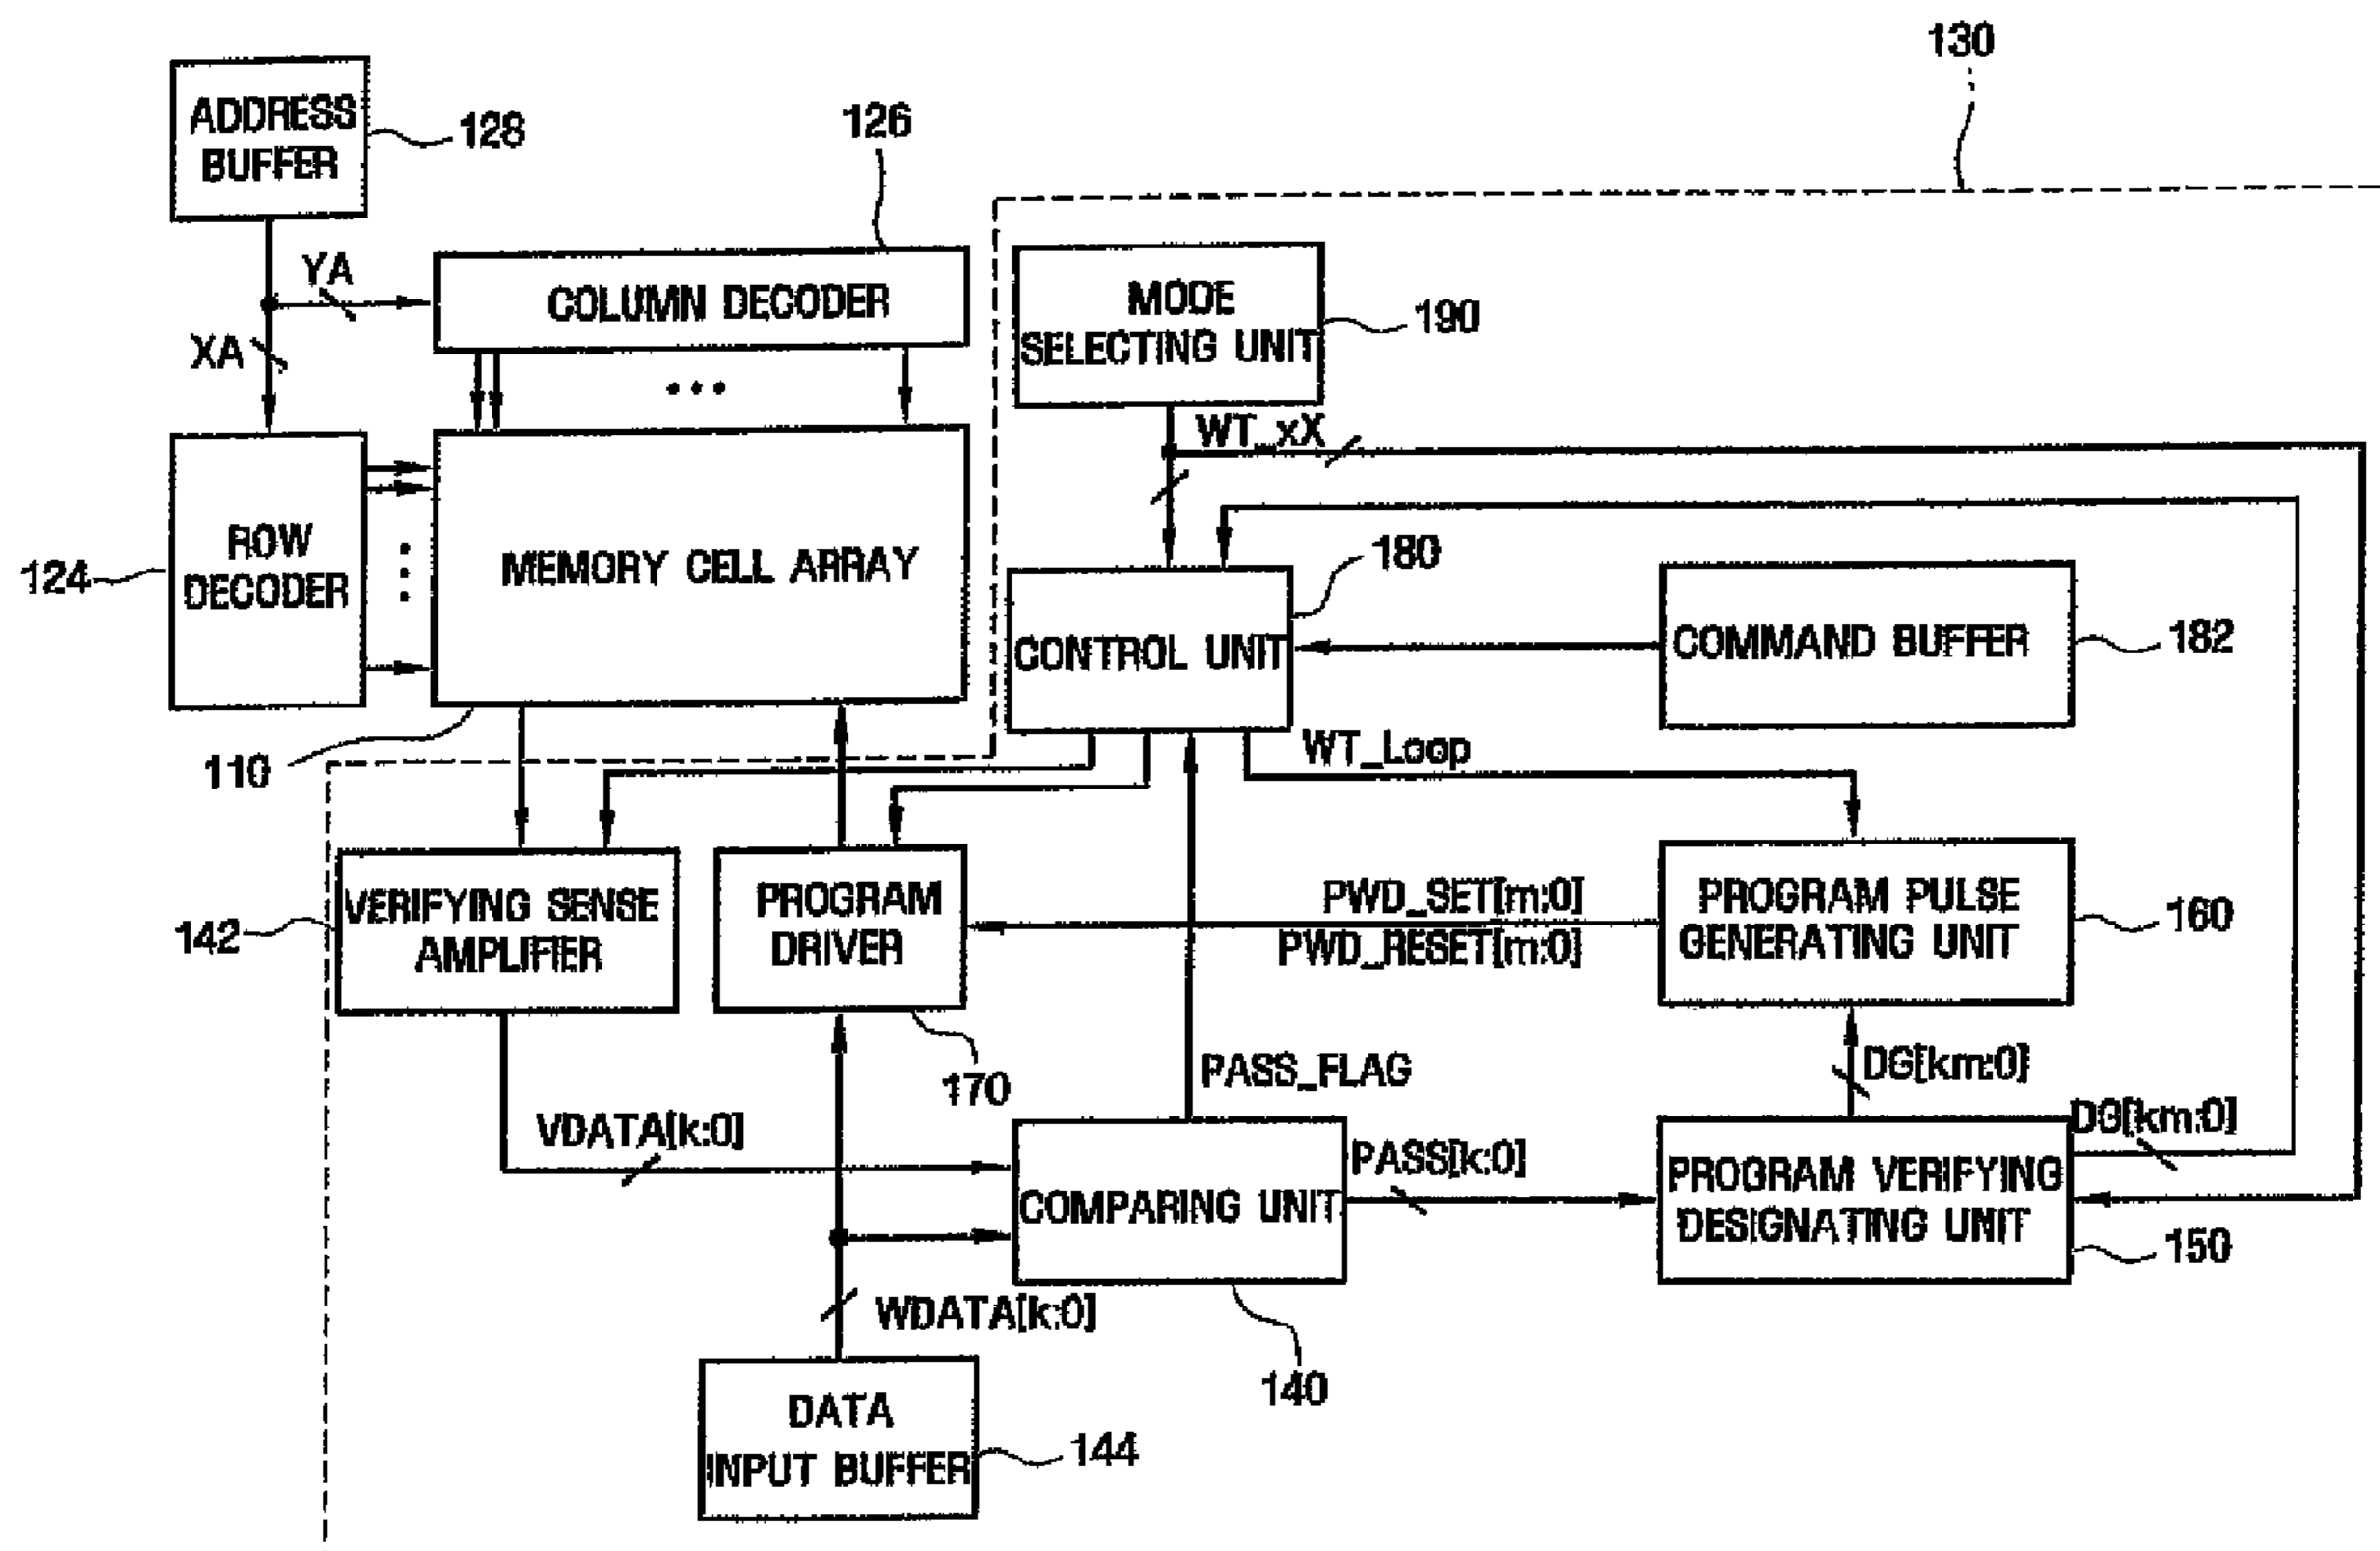 130
ADDRESS
BUFFER
128
126
YA
COLUMN DECODER
MODE
SELECTING UNIT
190
XA
WT_xX
ROW
DECODER
124
MEMORY CELL ARRAY
180
CONTROL UNIT
COMMAND BUFFER
182
110
WT_Loop
VERIFYING SENSE
AMPLIFIER
142
PROGRAM
DRIVER
PWD_SET[m:0]
PWD_RESET[m:0]
PROGRAM PULSE
GENERATING UNIT
160
170
PASS_FLAG
DG[km:0]
VDATA[k:0]
PASS[k:0]
DG[km:0]
COMPARING UNIT
PROGRAM VERIFYING
DESIGNATING UNIT
150
WDATA[k:0]
140
DATA
INPUT BUFFER
144